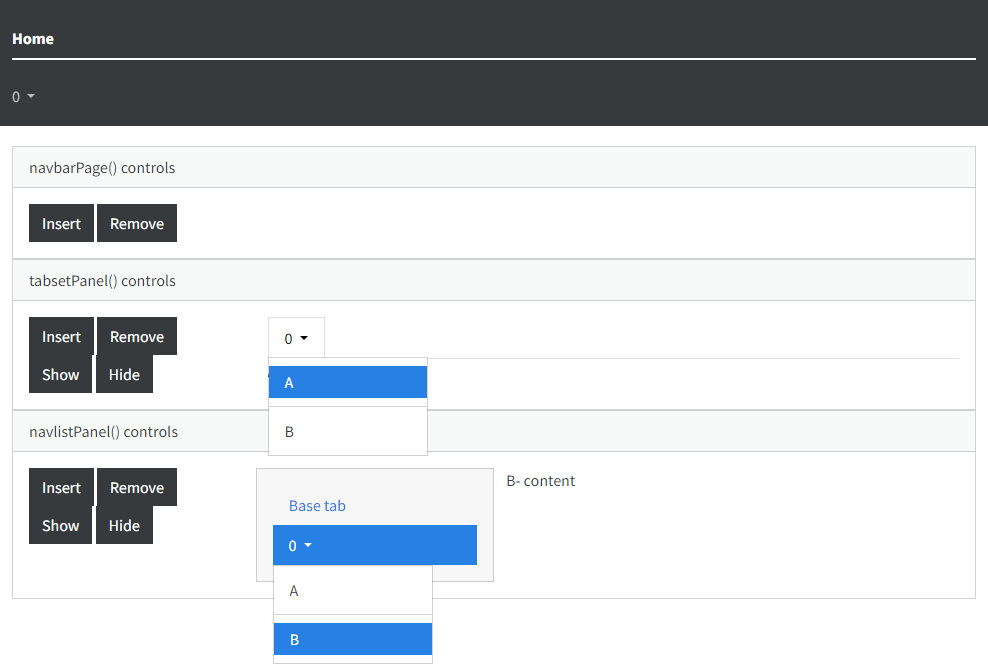 Home
0
navbarPage() controls
Insert Remove
tabsetPanel() controls
Insert Remove
0
Show Hide
A
B
navlistPanel() controls
Insert Remove
Show Hide
Base tab
0
A
B
B- content